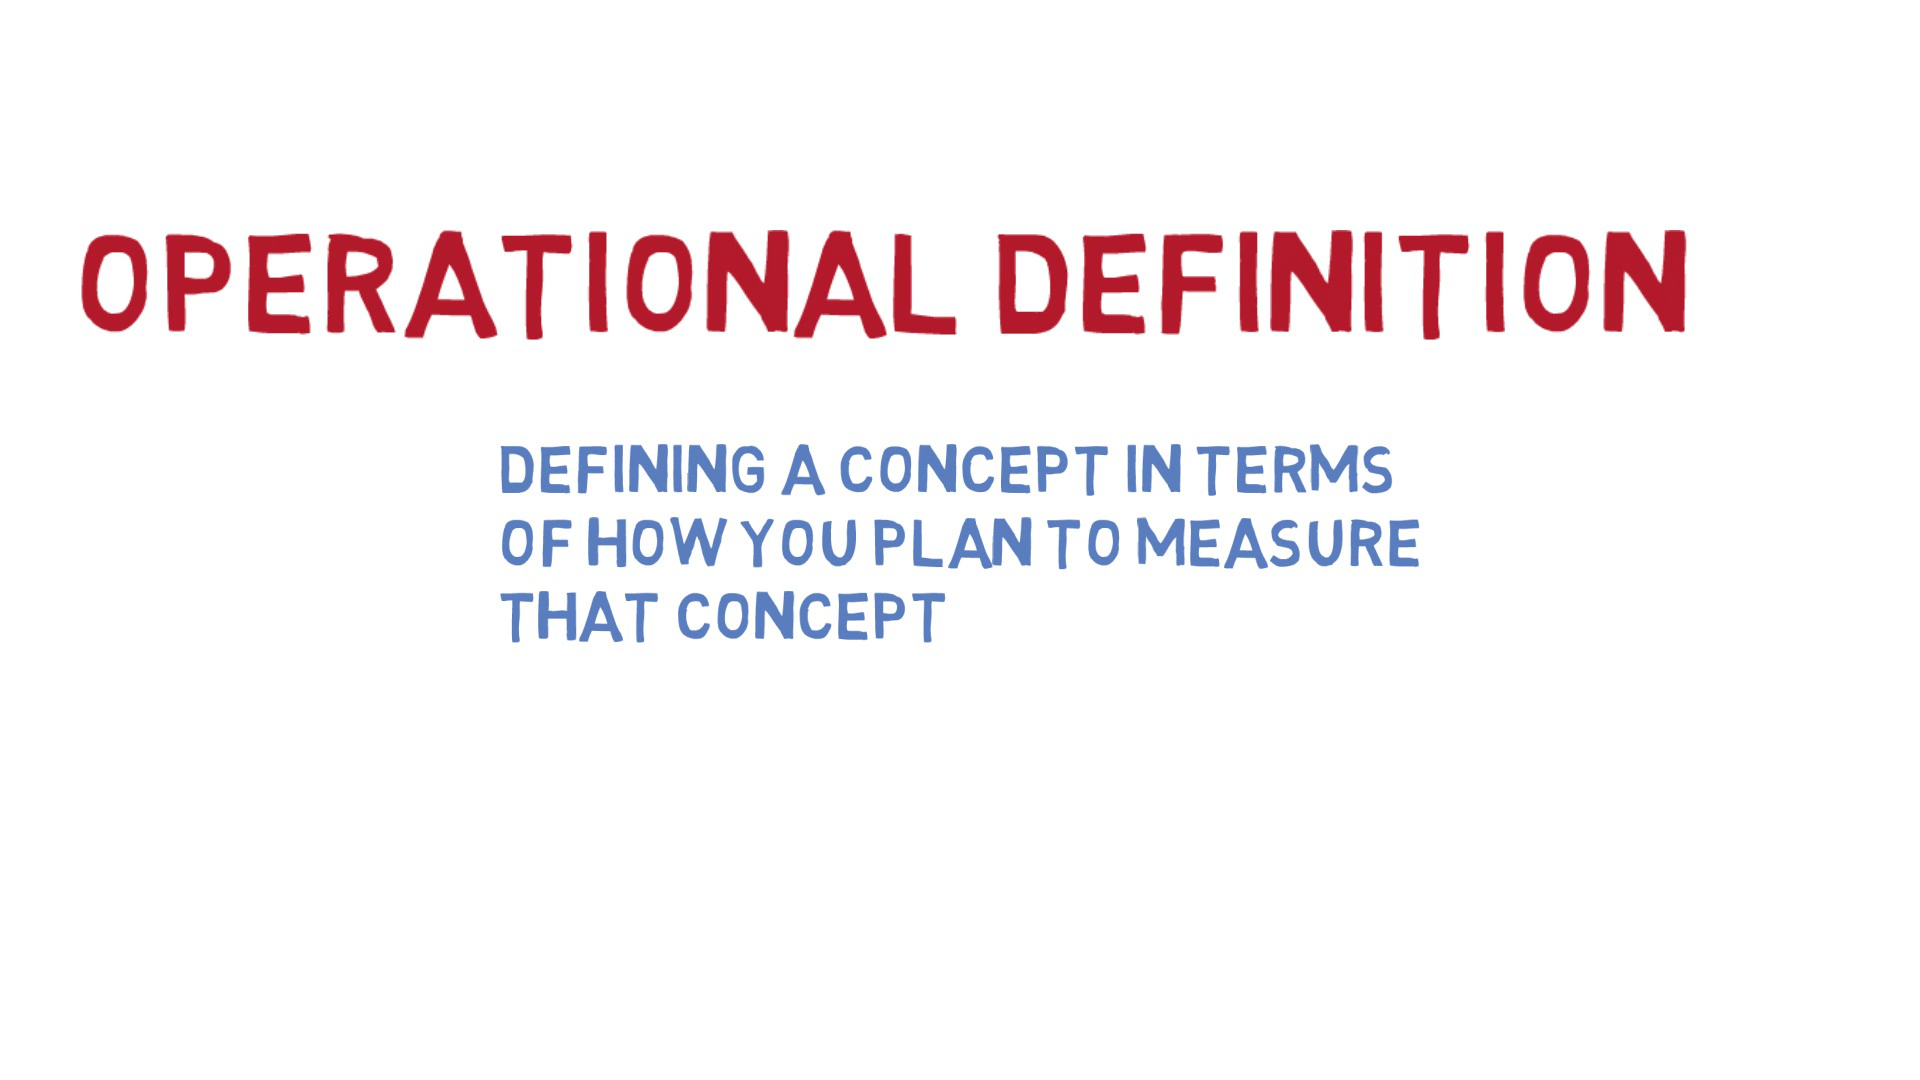 OPERATIONAL DEFINITION
DEFINING A CONCEPT IN TERMS
OF HOW YOU PLAN TO MEASURE
THAT CONCEPT